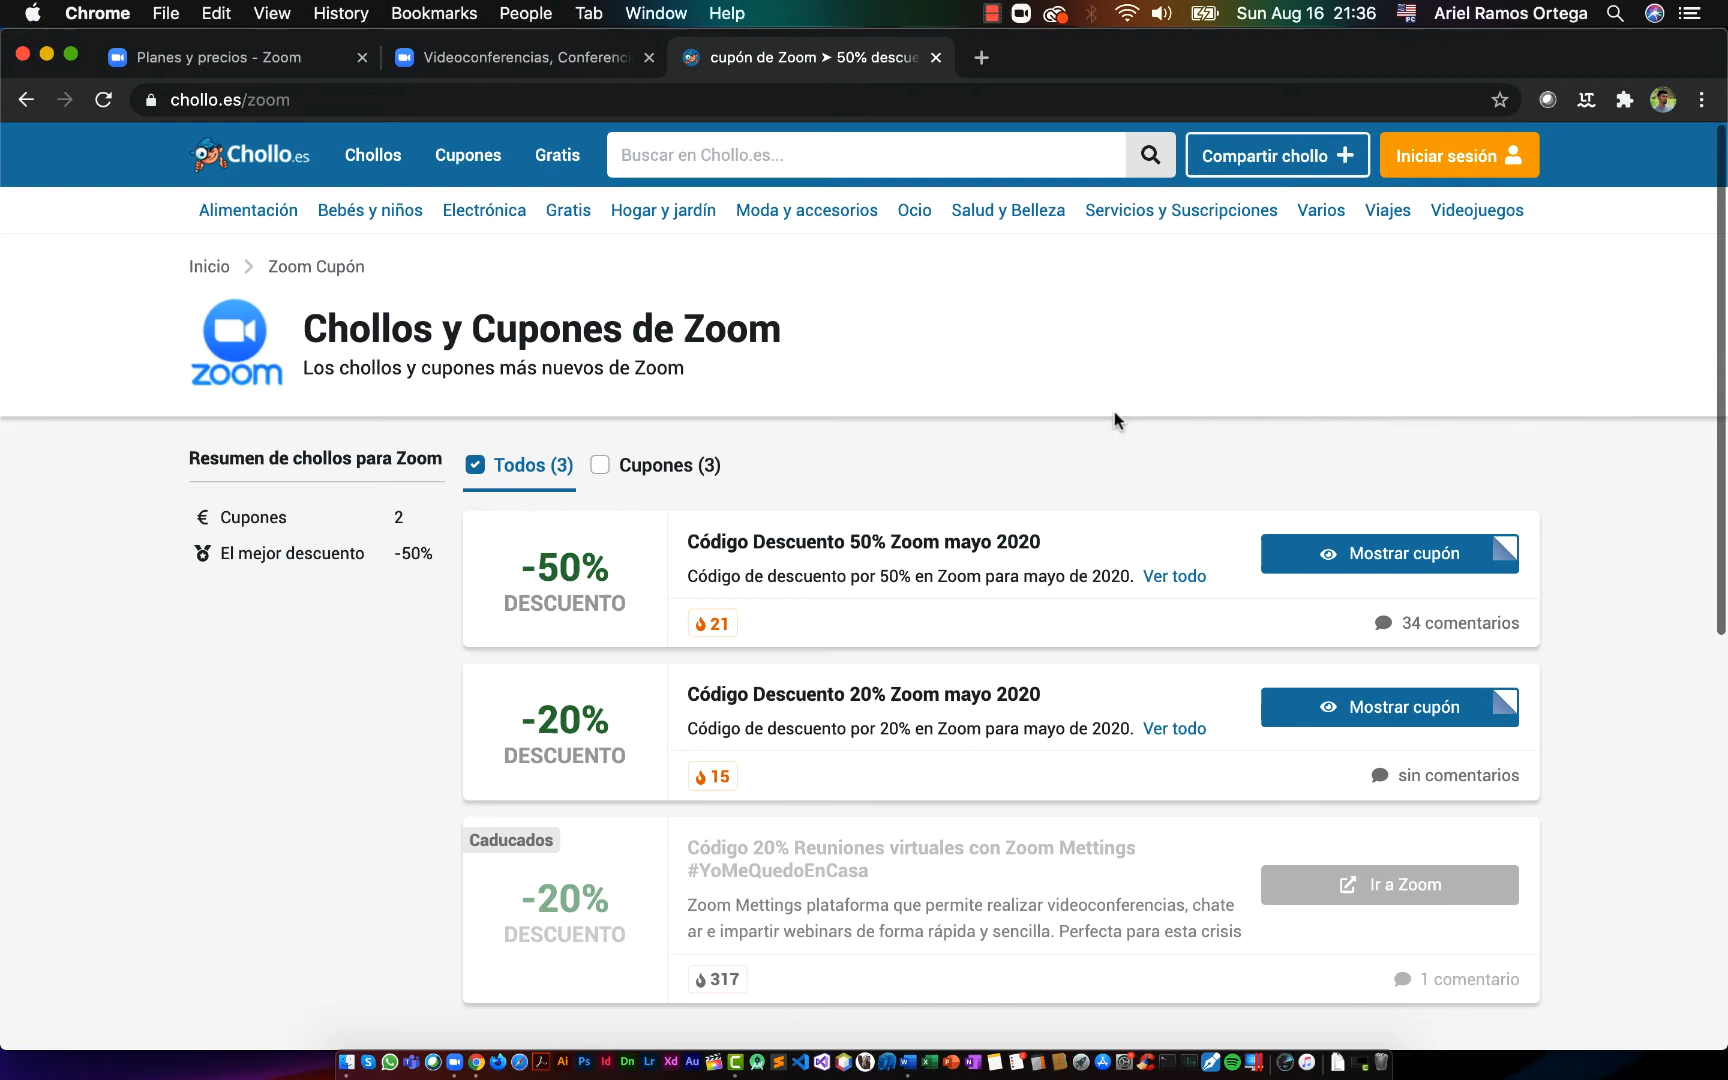 Chrome File Edit View History Bookmarks People Tab Window Help
Sun Aug 16 21:36 Ariel Ramos Ortega
Planes y precios - Zoom
Videoconferencias, Conferenci
cupón de Zoom ➤ 50% descue
chollo.es/zoom
Chollo.es
Chollos
Cupones
Gratis
Buscar en Chollo.es...
Compartir chollo
Iniciar sesión
Alimentación Bebés y niños Electrónica Gratis Hogar y jardín Moda y accesorios Ocio Salud y Belleza Servicios y Suscripciones Varios Viajes Videojuegos
Inicio Zoom Cupón
zoom
Chollos y Cupones de Zoom
Los chollos y cupones más nuevos de Zoom
Resumen de chollos para Zoom
€ Cupones 2
El mejor descuento -50%
Todos (3)
Cupones (3)
-50%
DESCUENTO
Código Descuento 50% Zoom mayo 2020
Código de descuento por 50% en Zoom para mayo de 2020. Ver todo
Mostrar cupón
21
34 comentarios
-20%
DESCUENTO
Código Descuento 20% Zoom mayo 2020
Código de descuento por 20% en Zoom para mayo de 2020. Ver todo
Mostrar cupón
15
sin comentarios
Caducados
-20%
DESCUENTO
Código 20% Reuniones virtuales con Zoom Mettings
#YoMeQuedoEnCasa
Zoom Mettings plataforma que permite realizar videoconferencias, chate
ar e impartir webinars de forma rápida y sencilla. Perfecta para esta crisis
Ir a Zoom
317
1 comentario
Ai Ps Id Dn Lr Xd Au